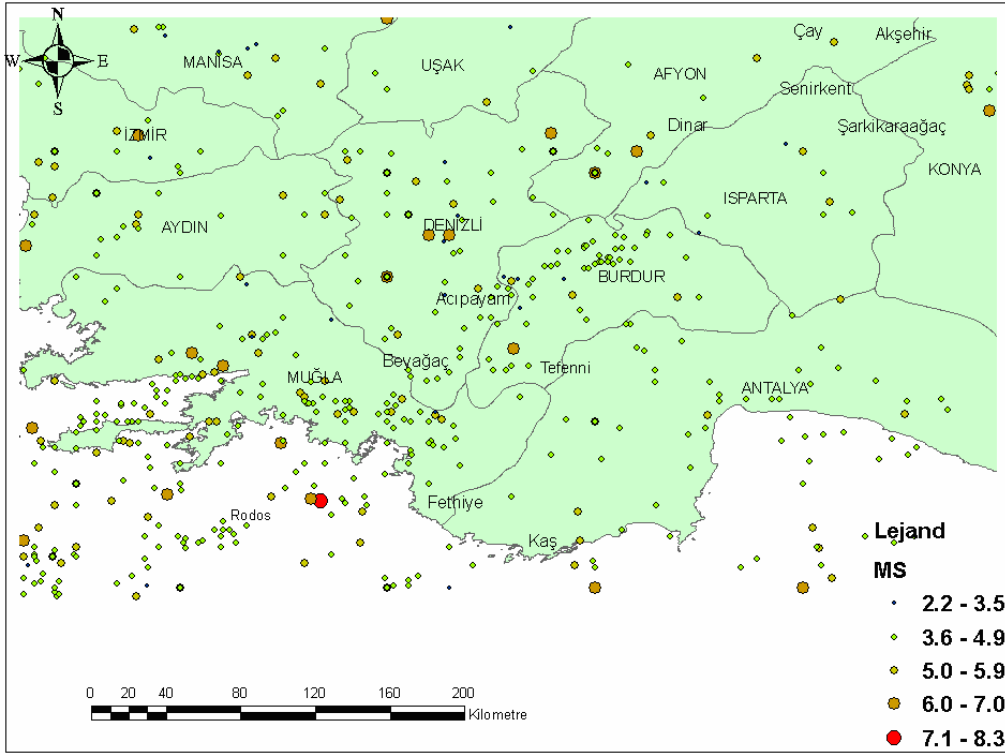 N
W E
S
Çay
Akşehir
MANİSA
UŞAK
AFYON
Senirkent
İZMİR
Dinar
Şarkikaraağaç
KONYA
ISPARTA
AYDIN
DENİZLİ
BURDUR
Acıpayam
Beyağaç
Tefenni
MUĞLA
ANTALYA
Fethiye
Rodos
Kaş
Lejand
MS
2.2 - 3.5
3.6 - 4.9
5.0 - 5.9
6.0 - 7.0
7.1 - 8.3
0 20 40 80 120 160 200
Kilometre